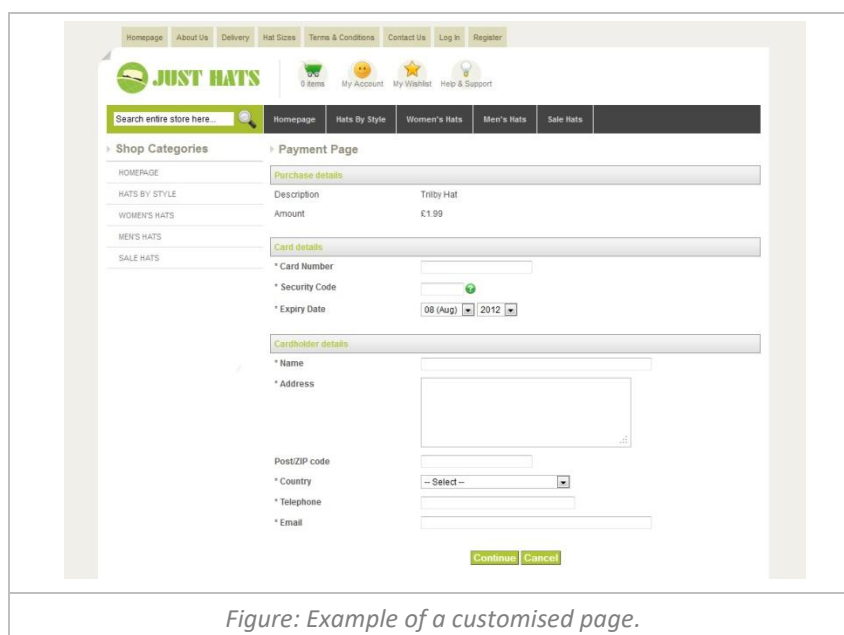 Homepage About Us Delivery Hat Sizes Terms & Conditions Contact Us Log In Register
JUST HATS
0 items My Account My Wishlist Help & Support
Search entire store here...
Homepage Hats By Style Women's Hats Men's Hats Sale Hats
Shop Categories
HOMEPAGE
HATS BY STYLE
WOMEN'S HATS
MEN'S HATS
SALE HATS
Payment Page
Purchase details
Description Trilby Hat
Amount £1.99
Card details
* Card Number
* Security Code ?
* Expiry Date 08 (Aug) 2012
Cardholder details
* Name
* Address
Post/ZIP code
* Country -- Select --
* Telephone
* Email
Continue Cancel
Figure: Example of a customised page.